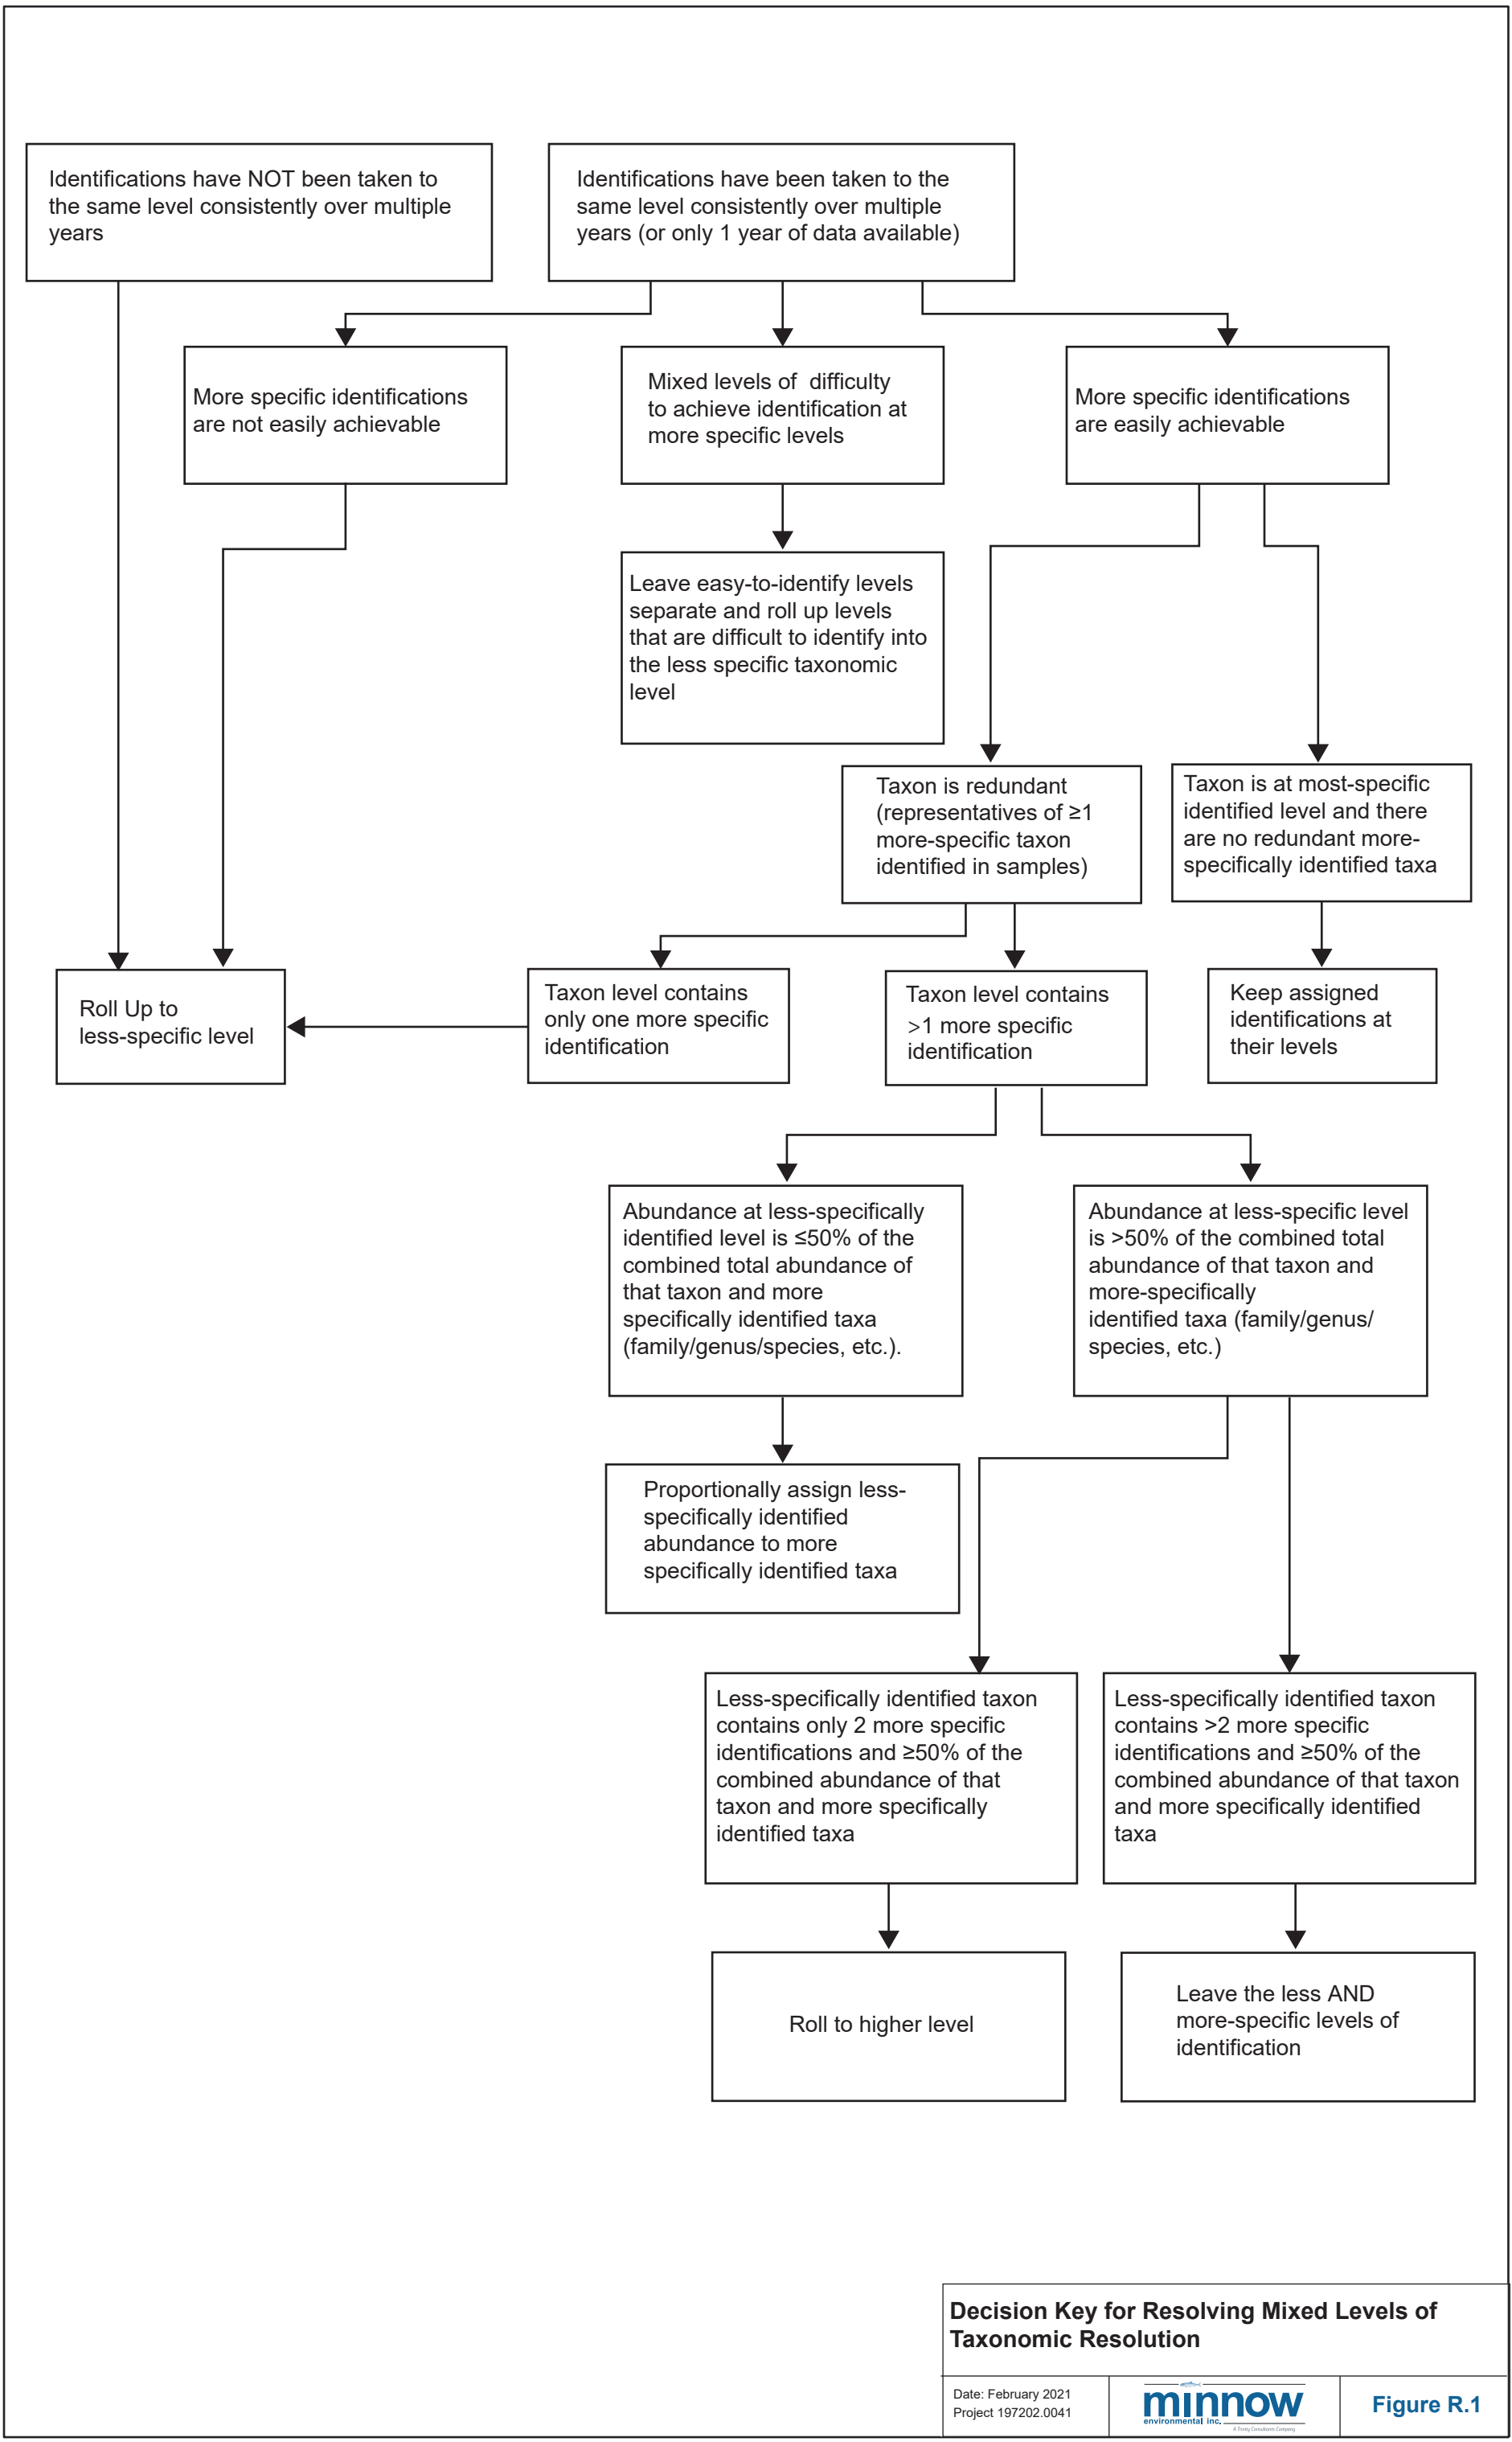 Identifications have NOT been taken to
the same level consistently over multiple
years
Identifications have been taken to the
same level consistently over multiple
years (or only 1 year of data available)
More specific identifications
are not easily achievable
Mixed levels of difficulty
to achieve identification at
more specific levels
More specific identifications
are easily achievable
Leave easy-to-identify levels
separate and roll up levels
that are difficult to identify into
the less specific taxonomic
level
Taxon is redundant
(representatives of ≥1
more-specific taxon
identified in samples)
Taxon is at most-specific
identified level and there
are no redundant more-
specifically identified taxa
Roll Up to
less-specific level
Taxon level contains
only one more specific
identification
Taxon level contains
>1 more specific
identification
Keep assigned
identifications at
their levels
Abundance at less-specifically
identified level is ≤50% of the
combined total abundance of
that taxon and more
specifically identified taxa
(family/genus/species, etc.).
Abundance at less-specific level
is >50% of the combined total
abundance of that taxon and
more-specifically
identified taxa (family/genus/
species, etc.)
Proportionally assign less-
specifically identified
abundance to more
specifically identified taxa
Less-specifically identified taxon
contains only 2 more specific
identifications and ≥50% of the
combined abundance of that
taxon and more specifically
identified taxa
Less-specifically identified taxon
contains >2 more specific
identifications and ≥50% of the
combined abundance of that taxon
and more specifically identified
taxa
Roll to higher level
Leave the less AND
more-specific levels of
identification
Decision Key for Resolving Mixed Levels of
Taxonomic Resolution
Date: February 2021
Project 197202.0041
minnow
environmental inc.
A Trinity Consultants Company
Figure R.1